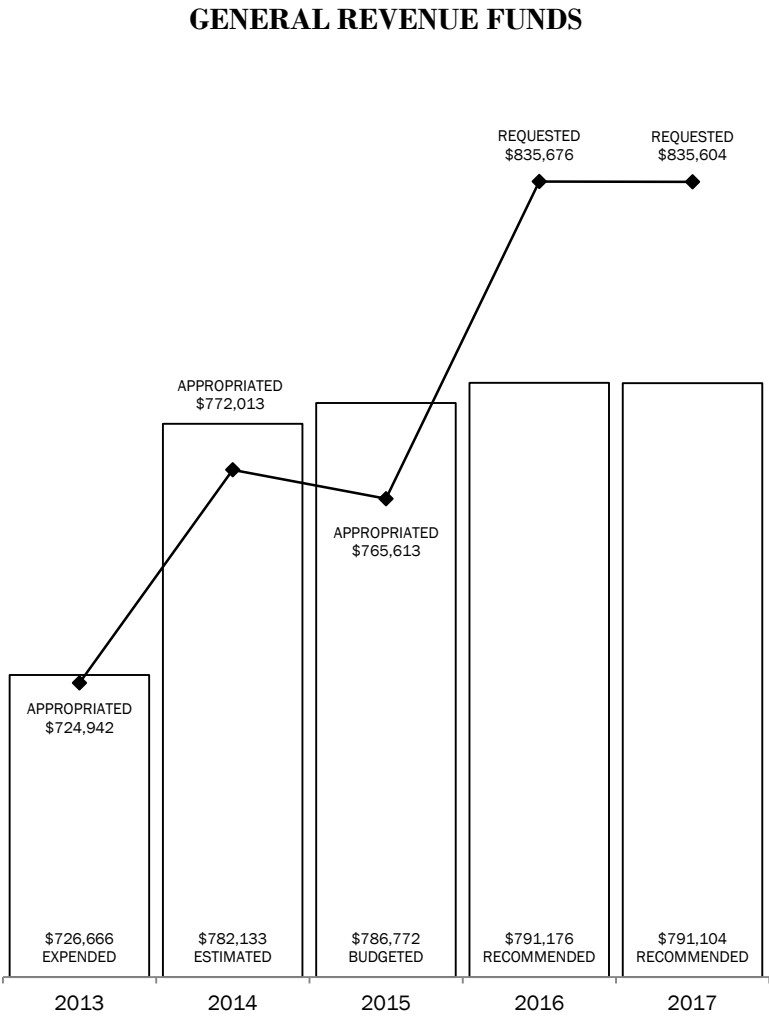 GENERAL REVENUE FUNDS
REQUESTED
$835,676
REQUESTED
$835,604
APPROPRIATED
$772,013
APPROPRIATED
$765,613
APPROPRIATED
$724,942
$726,666
EXPENDED
$782,133
ESTIMATED
$786,772
BUDGETED
$791,176
RECOMMENDED
$791,104
RECOMMENDED
2013
2014
2015
2016
2017